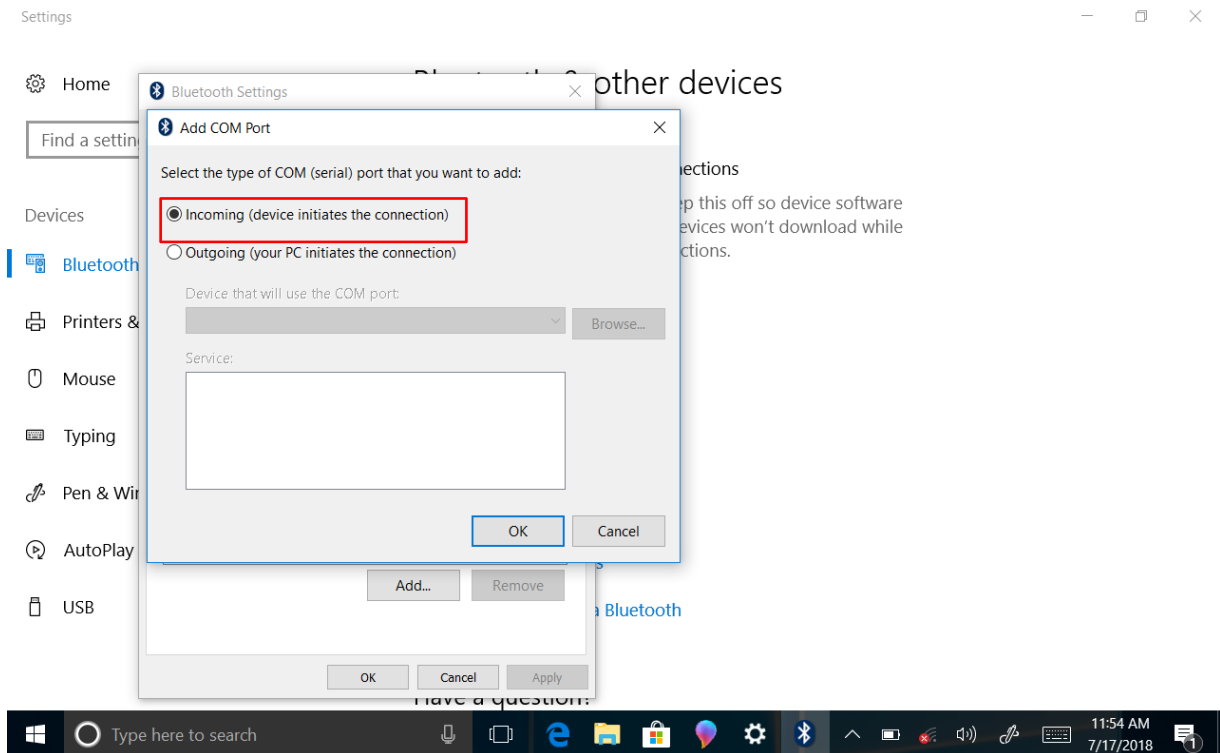 Settings
Home
other devices
Bluetooth Settings
Add COM Port
Find a settin
Select the type of COM (serial) port that you want to add:
Incoming (device initiates the connection)
Outgoing (your PC initiates the connection)
Device that will use the COM port:
Browse...
Service:
OK
Cancel
Devices
Bluetooth
Printers &
Mouse
Typing
Pen & Wi
AutoPlay
USB
ections
p this off so device software
evices won't download while
ctions.
s
a Bluetooth
Add...
Remove
OK
Cancel
Apply
Have a question?
Type here to search
11:54 AM
7/17/2018
1